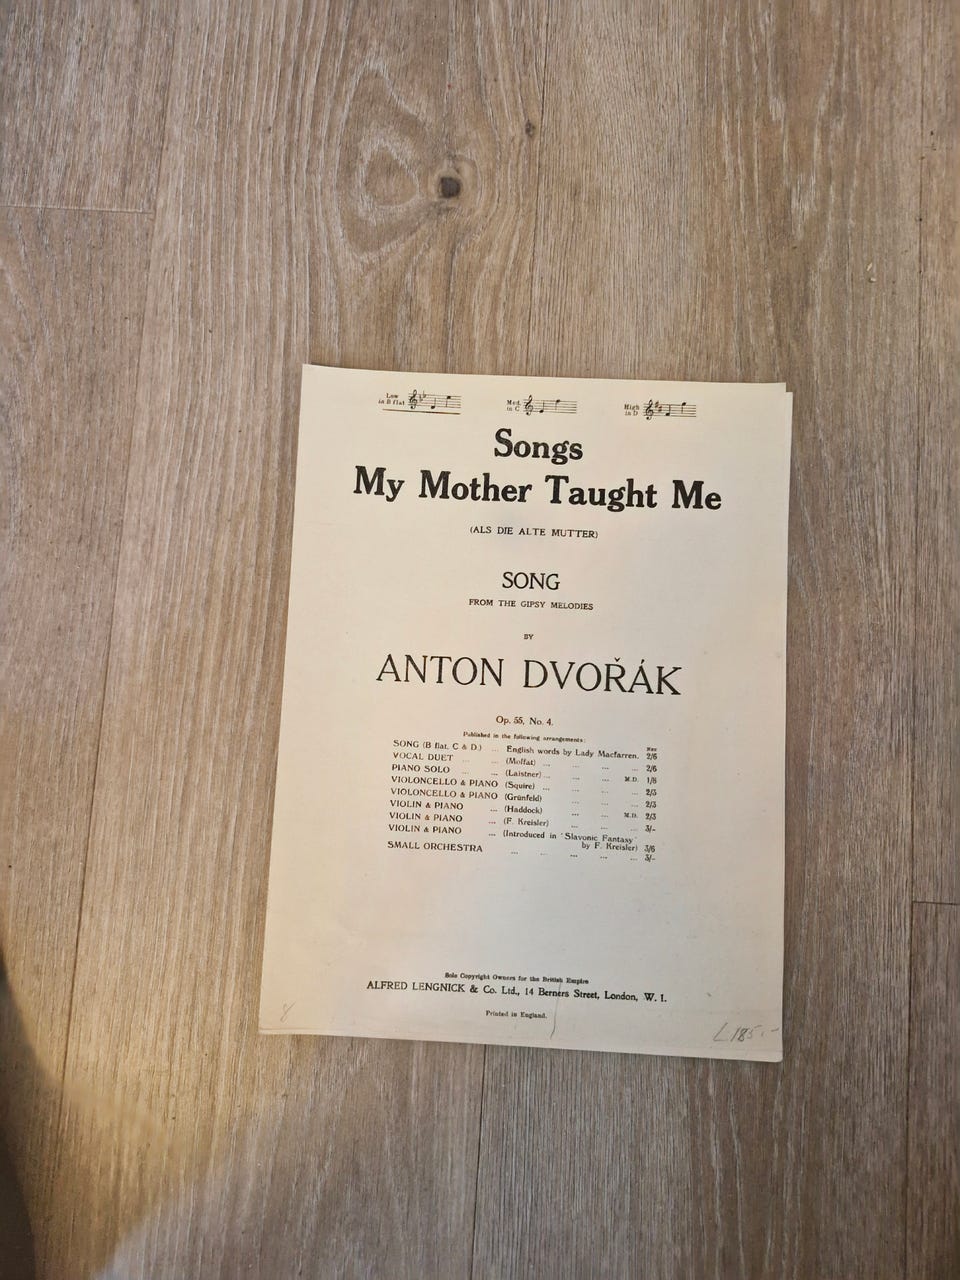 Low in B flat
Med. in C
High in D
Songs
My Mother Taught Me
(ALS DIE ALTE MUTTER)
SONG
FROM THE GIPSY MELODIES
BY
ANTON DVOŘÁK
Op. 55, No. 4.
Published in the following arrangements:
SONG (B flat, C & D.) ... English words by Lady Macfarren. 2/6
VOCAL DUET ... ... (Moffat) ... ... ... 2/6
PIANO SOLO ... ... (Laistner) ... ... M.D. 1/8
VIOLONCELLO & PIANO (Squire) ... ... ... 2/3
VIOLONCELLO & PIANO (Grünfeld) ... ... 2/3
VIOLIN & PIANO ... (Haddock) ... ... M.D. 2/3
VIOLIN & PIANO ... (F. Kreisler) ... ... ... 3/-
VIOLIN & PIANO ... (Introduced in "Slavonic Fantasy"
by F. Kreisler) 3/6
SMALL ORCHESTRA ... ... ... ... ... 3/-
Sole Copyright Owners for the British Empire
ALFRED LENGNICK & Co. Ltd., 14 Berners Street, London, W. 1.
Printed in England.
L 185.-